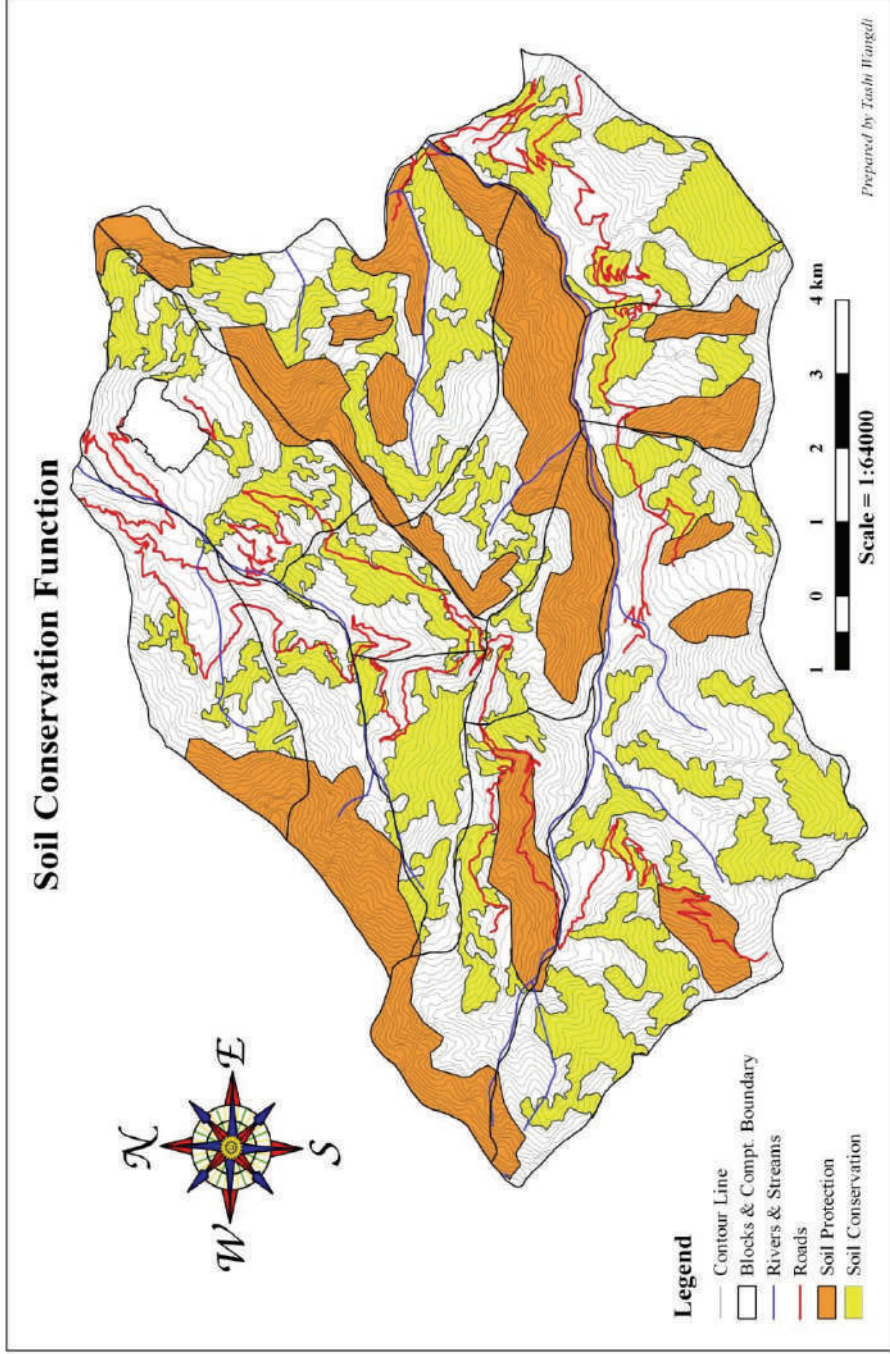 Soil Conservation Function
N
W
E
S
Legend
Contour Line
Blocks & Compt. Boundary
Rivers & Streams
Roads
Soil Protection
Soil Conservation
1 0 1 2 3 4 km
Scale = 1:64000
Prepared by Tashi Wangdi